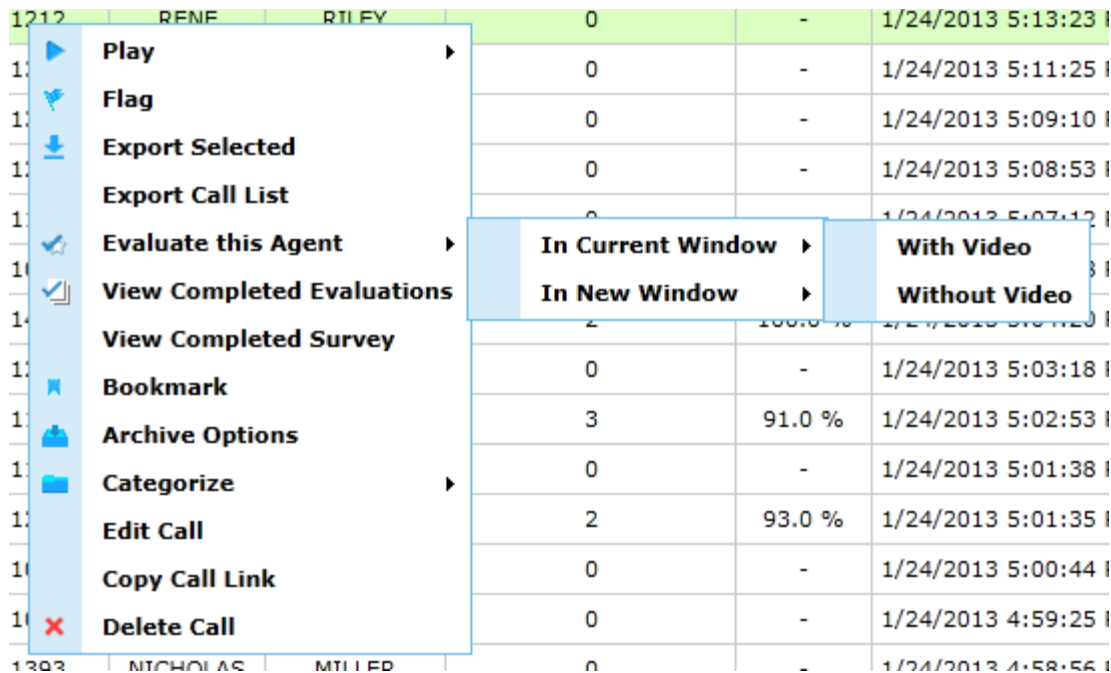 1212 RENE RILEY 0 - 1/24/2013 5:13:23
Play
0 - 1/24/2013 5:11:25
Flag
0 - 1/24/2013 5:09:10
Export Selected
0 - 1/24/2013 5:08:53
Export Call List
1/24/2013 5:07:12
Evaluate this Agent In Current Window With Video
View Completed Evaluations In New Window Without Video
View Completed Survey
0 - 1/24/2013 5:03:18
Bookmark
3 91.0 % 1/24/2013 5:02:53
Archive Options
0 - 1/24/2013 5:01:38
Categorize
2 93.0 % 1/24/2013 5:01:35
Edit Call
0 - 1/24/2013 5:00:44
Copy Call Link
0 - 1/24/2013 4:59:25
Delete Call
1393 NICHOLAS MILLER 0 - 1/24/2013 4:58:56